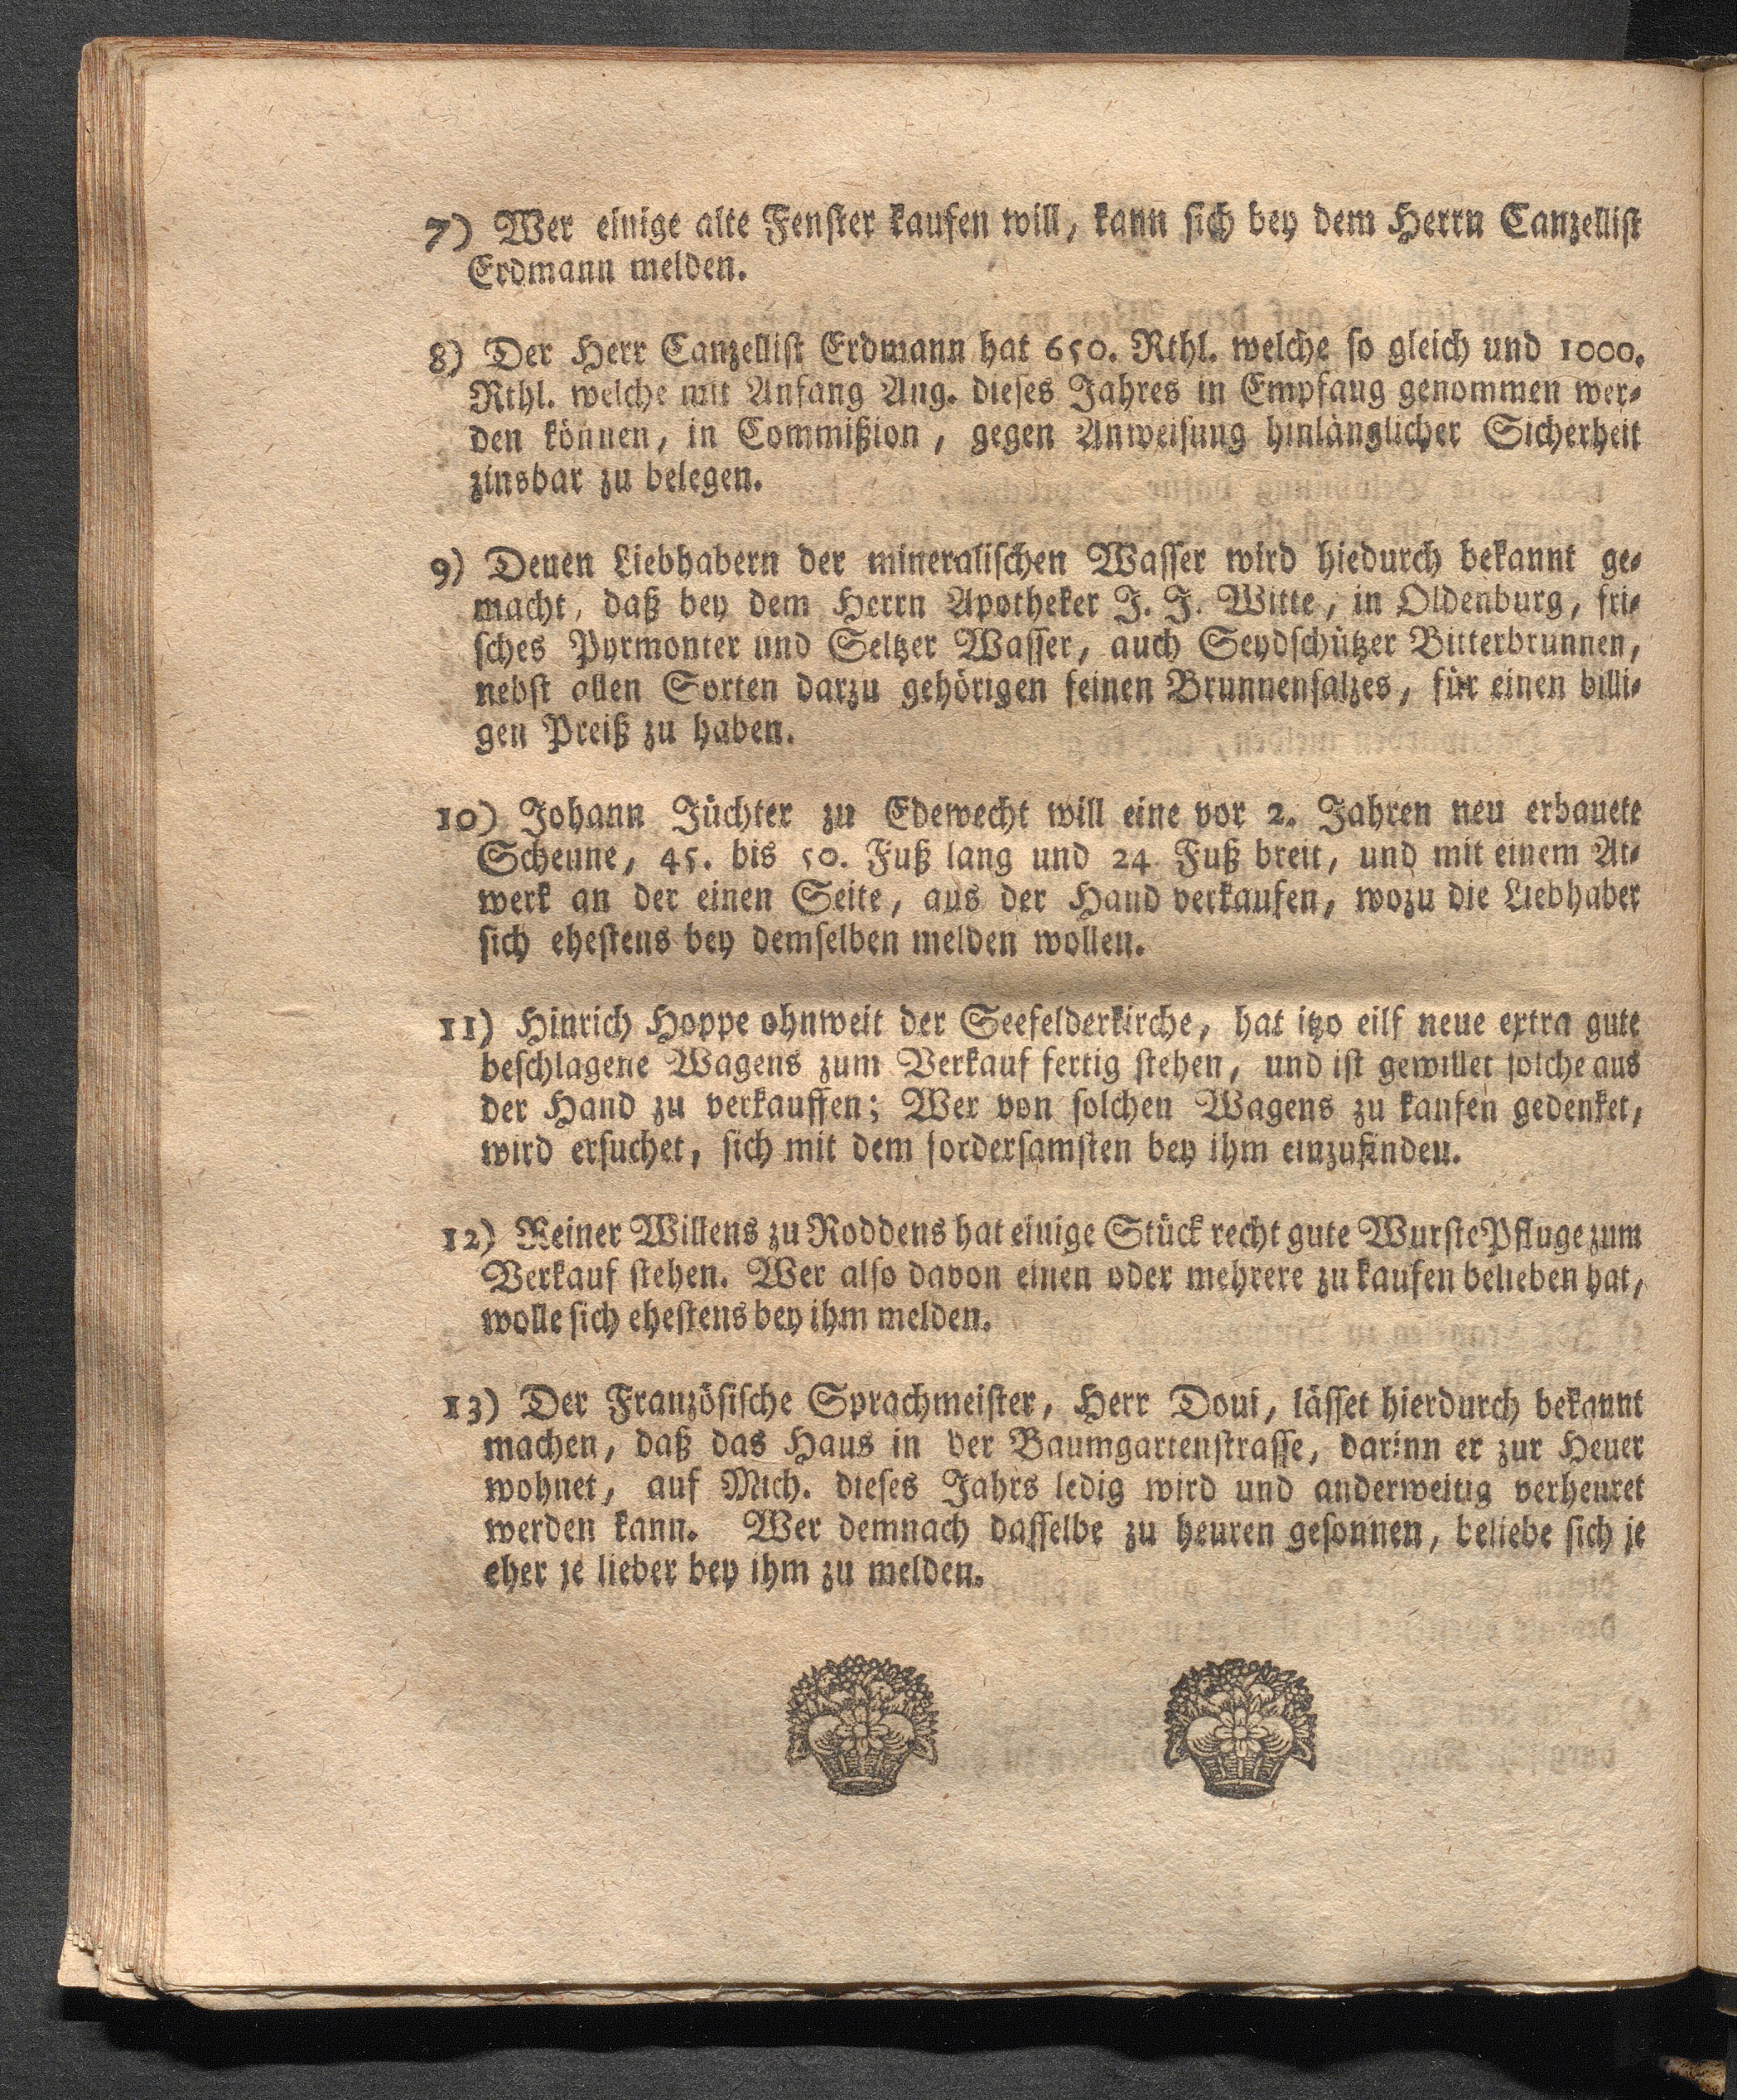 7) Wer einige alte Fenster kaufen will, kann sich bey dem Herrn Canzellist
Erdmann melden.
8) Der Herr Canzellist Erdmann hat 650. Rthl. welche so gleich und 1000.
Rthl. welche mit Anfang Aug. dieses Jahres in Empfang genommen wer-
den können, in Commißion, gegen Anweisung hinlänglicher Sicherheit
zinsbar zu belegen.
9) Denen Liebhabern der mineralischen Wasser wird hiedurch bekannt ge-
macht, daß bey dem Herrn Apotheker J. J. Witte, in Oldenburg, fri-
sches Pyrmonter und Seltzer Wasser, auch Seydschützer Bitterbrunnen,
nebst allen Sorten darzu gehörigen feinen Brunnensalzes, für einen billi-
gen Preiß zu haben.
10) Johann Jüchter zu Edewecht will eine vor 2. Jahren neu erbauete
Scheune, 45. bis 50. Fuß lang und 24 Fuß breit, und mit einem At-
werk an der einen Seite, aus der Hand verkaufen, wozu die Liebhaber
sich ehestens bey demselben melden wollen.
11) Hinrich Hoppe ohnweit der Seefelderkirche, hat itzo eilf neue extra gute
beschlagene Wagens zum Verkauf fertig stehen, und ist gewillet solche aus
der Hand zu verkauffen; Wer von solchen Wagens zu kaufen gedenket,
wird ersuchet, sich mit dem fordersamsten bey ihm einzufinden.
12) Reiner Willens zu Roddens hat einige Stück recht gute Wurste Pfluge zum
Verkauf stehen. Wer also davon einen oder mehrere zu kaufen belieben hat,
wolle sich ehestens bey ihm melden.
13) Der Französische Sprachmeister, Herr Doui, lässet hierdurch bekannt
machen, daß das Haus in der Baumgartenstrasse, darinn er zur Heuer
wohnet, auf Mich. dieses Jahrs ledig wird und anderweitig verheuret
werden kann. Wer demnach dasselbe zu heuren gesonnen, beliebe sich je
eher je lieber bey ihm zu melden.